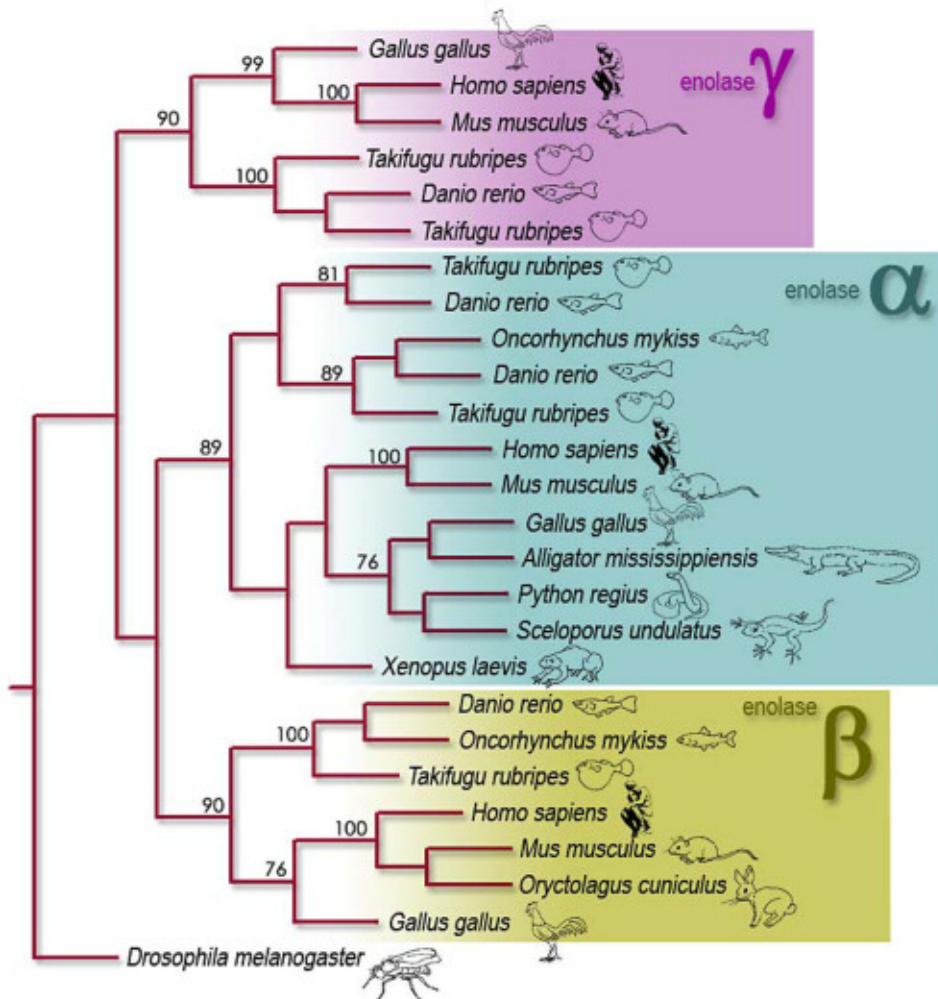 Gallus gallus
99
Homo sapiens
enolase γ
100
Mus musculus
90
Takifugu rubripes
100
Danio rerio
Takifugu rubripes
Takifugu rubripes
81
enolase α
Danio rerio
Oncorhynchus mykiss
89
Danio rerio
Takifugu rubripes
89
Homo sapiens
100
Mus musculus
Gallus gallus
76
Alligator mississippiensis
Python regius
Sceloporus undulatus
Xenopus laevis
Danio rerio
enolase β
100
Oncorhynchus mykiss
Takifugu rubripes
90
Homo sapiens
100
Mus musculus
76
Oryctolagus cuniculus
Gallus gallus
Drosophila melanogaster